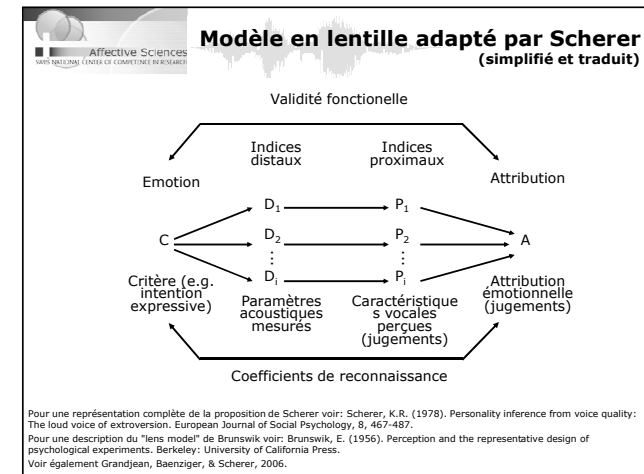 Affective Sciences
SWISS NATIONAL CENTER OF COMPETENCE IN RESEARCH
Modèle en lentille adapté par Scherer
(simplifié et traduit)
Validité fonctionelle
Indices
distaux
Indices
proximaux
Emotion
Attribution
D1
P1
C
D2
P2
A
⋮
⋮
Di
Pi
Critère (e.g.
intention
expressive)
Paramètres
acoustiques
mesurés
Caractéristique
s vocales
perçues
(jugements)
Attribution
émotionnelle
(jugements)
Coefficients de reconnaissance
Pour une représentation complète de la proposition de Scherer voir: Scherer, K.R. (1978). Personality inference from voice quality:
The loud voice of extroversion. European Journal of Social Psychology, 8, 467-487.
Pour une description du "lens model" de Brunswik voir: Brunswik, E. (1956). Perception and the representative design of
psychological experiments. Berkeley: University of California Press.
Voir également Grandjean, Baenziger, & Scherer, 2006.